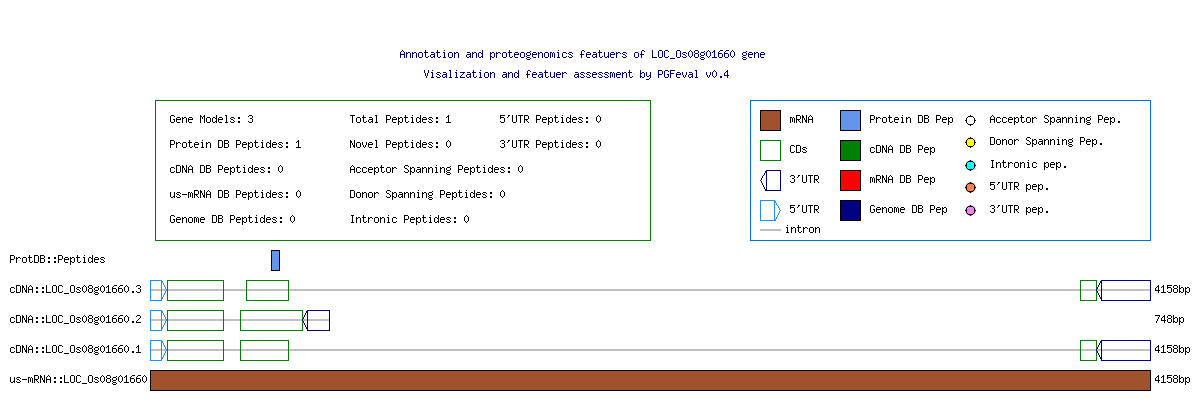 Annotation and proteogenomics featuers of LOC_Os08g01660 gene
Visalization and featuer assessment by PGFeval v0.4
Gene Models: 3 Total Peptides: 1 5'UTR Peptides: 0
Protein DB Peptides: 1 Novel Peptides: 0 3'UTR Peptides: 0
cDNA DB Peptides: 0 Acceptor Spanning Peptides: 0
us-mRNA DB Peptides: 0 Donor Spanning Peptides: 0
Genome DB Peptides: 0 Intronic Peptides: 0
mRNA Protein DB Pep Acceptor Spanning Pep.
CDs cDNA DB Pep Donor Spanning Pep.
3'UTR mRNA DB Pep Intronic pep.
5'UTR Genome DB Pep 5'UTR pep.
intron 3'UTR pep.
ProtDB::Peptides
cDNA::LOC_Os08g01660.3 4158bp
cDNA::LOC_Os08g01660.2 748bp
cDNA::LOC_Os08g01660.1 4158bp
us-mRNA::LOC_Os08g01660 4158bp